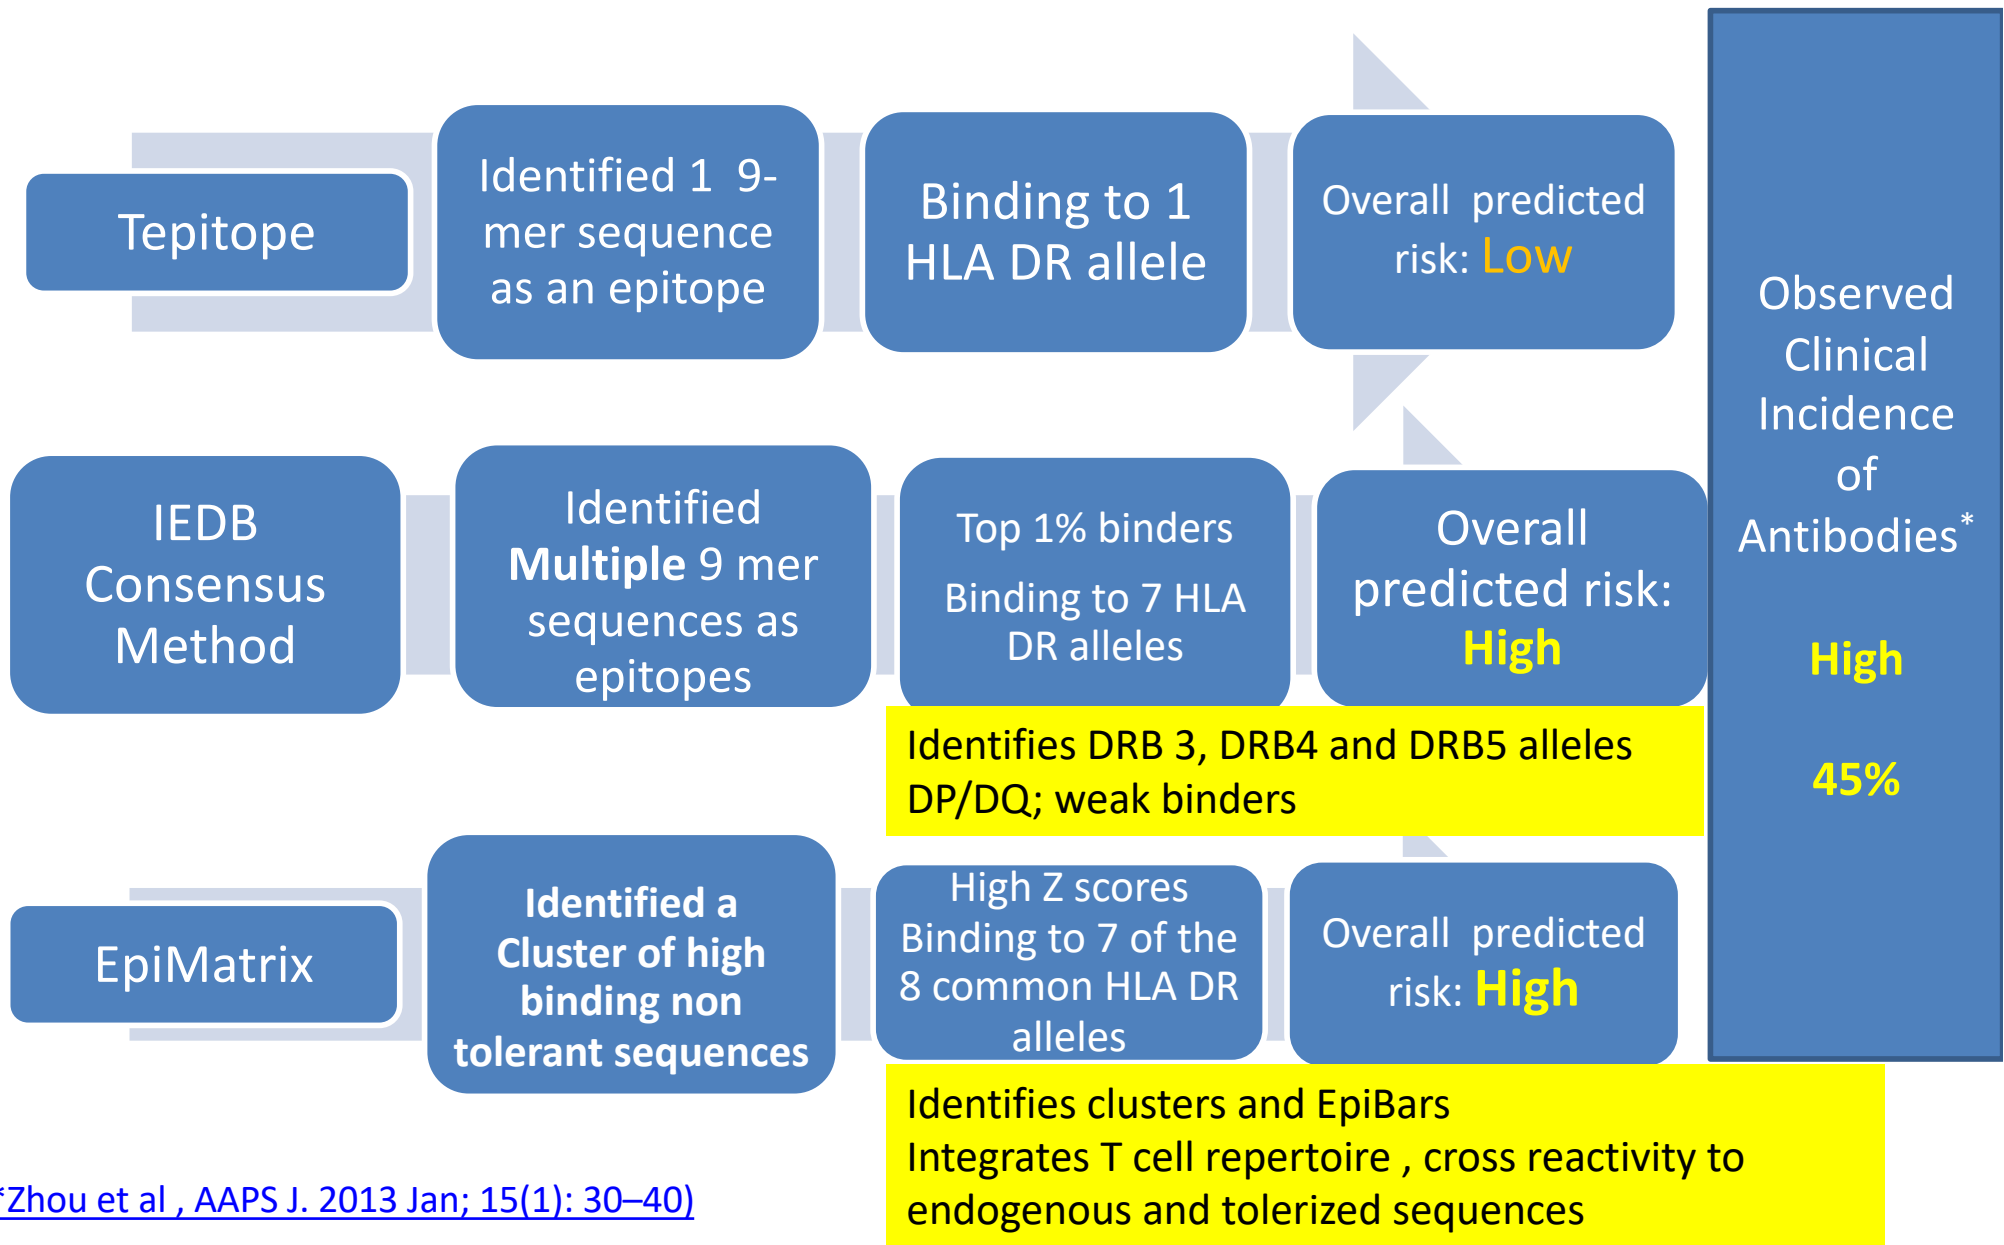 Tepitope
Identified 1  9-
mer sequence
as an epitope
Binding to 1
HLA DR allele
Overall  predicted
risk: Low
IEDB
Consensus
Method
Identified
Multiple 9 mer
sequences as
epitopes
Top 1% binders
Binding to 7 HLA
DR alleles
Overall
predicted risk:
High
Identifies DRB 3, DRB4 and DRB5 alleles
DP/DQ; weak binders
EpiMatrix
Identified a
Cluster of high
binding non
tolerant sequences
High Z scores
Binding to 7 of the
8 common HLA DR
alleles
Overall  predicted
risk: High
Identifies clusters and EpiBars
Integrates T cell repertoire , cross reactivity to
endogenous and tolerized sequences
Observed
Clinical
Incidence
of
Antibodies*
High
45%
*Zhou et al , AAPS J. 2013 Jan; 15(1): 30–40)